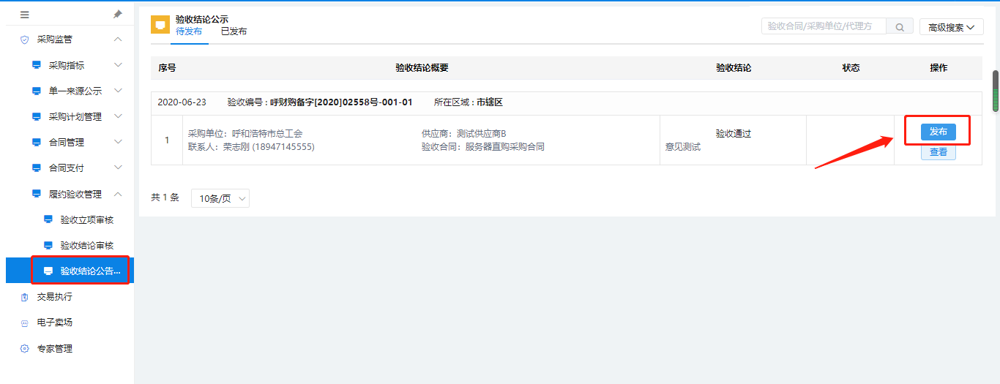 采购监管
采购指标
单一来源公示
采购计划管理
合同管理
合同支付
履约验收管理
验收立项审核
验收结论审核
验收结论公告...
交易执行
电子卖场
专家管理
验收结论公示
待发布 已发布
验收合同/采购单位/代理方
高级搜索
序号 验收结论概要 验收结论 状态 操作
2020-06-23 验收编号 : 呼财购备字[2020]02558号-001-01 所在区域 : 市辖区
1
采购单位: 呼和浩特市总工会 供应商: 测试供应商B
联系人: 荣志刚 (18947145555) 验收合同: 服务器直购采购合同
验收通过
意见测试
发布
查看
共 1 条 10条/页